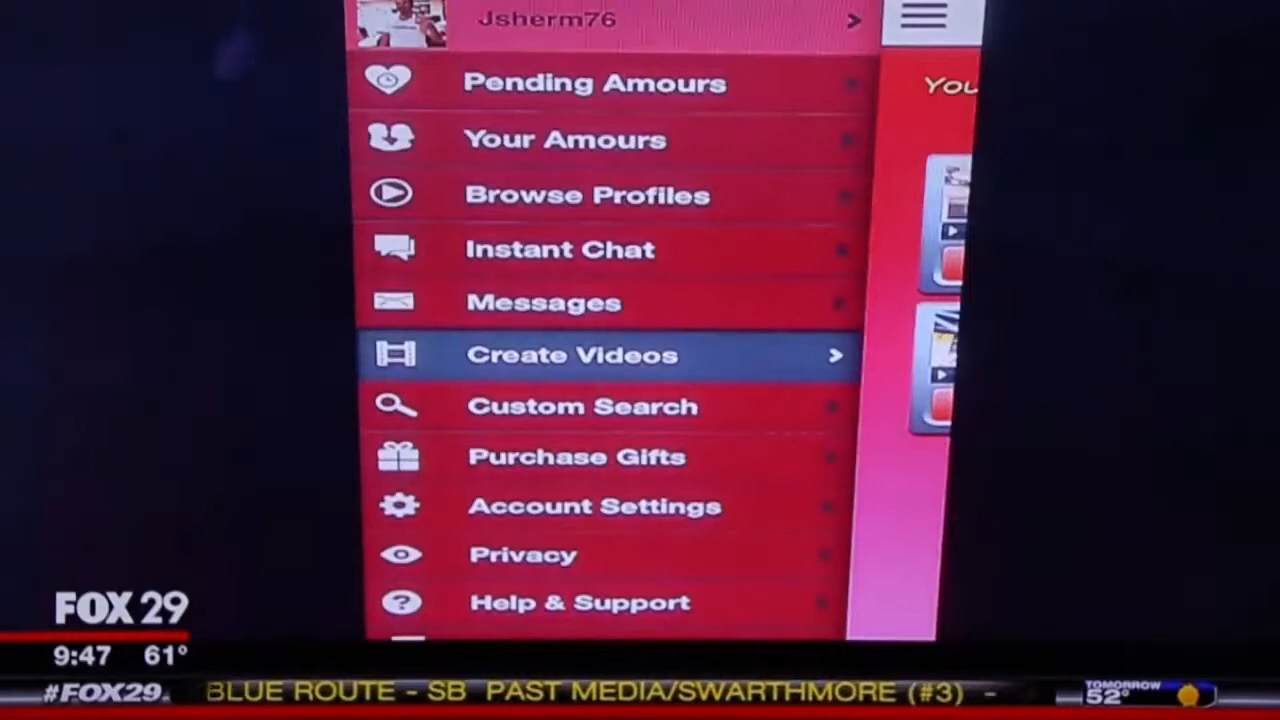 Jsherm76
Pending Amours
You
Your Amours
Browse Profiles
Instant Chat
Messages
Create Videos
Custom Search
Purchase Gifts
Account Settings
Privacy
Help & Support
FOX 29
9:47 61°
#FOX29
BLUE ROUTE - SB PAST MEDIA/SWARTHMORE (#3) -
TOMORROW
52°